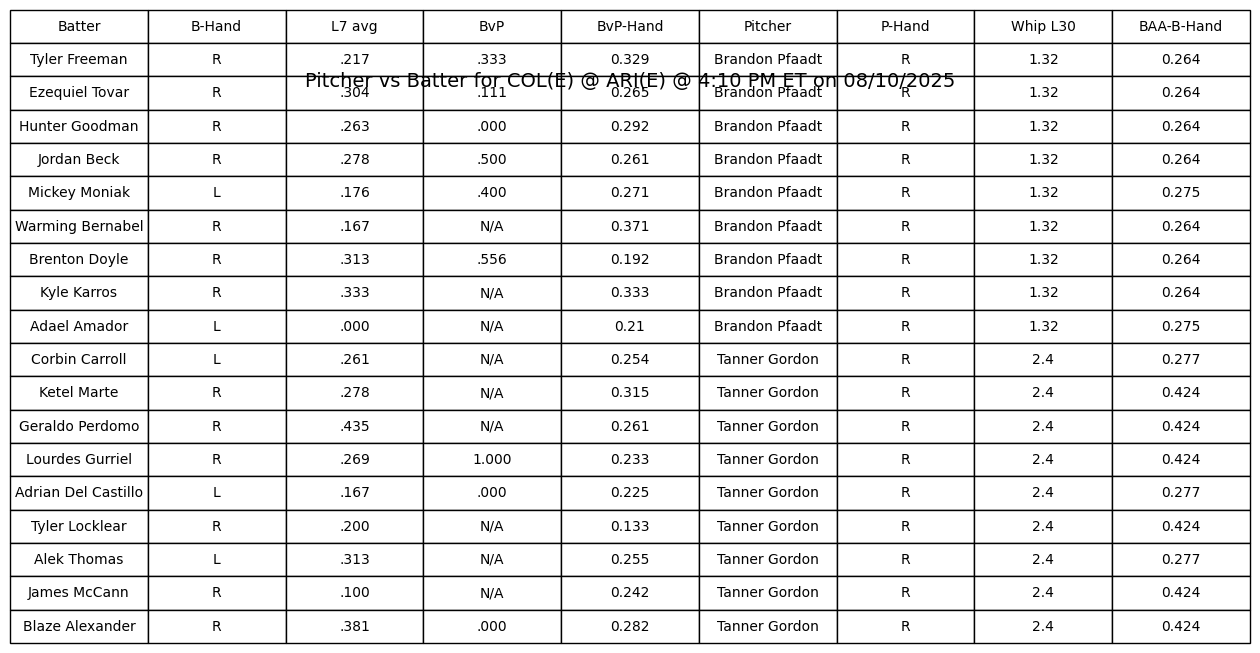 Batter B-Hand L7 avg BvP BvP-Hand Pitcher P-Hand Whip L30 BAA-B-Hand
Tyler Freeman R .217 .333 0.329 Brandon Pfaadt R 1.32 0.264
Pitcher vs Batter for COL(E) @ ARI(E) @ 4:10 PM ET on 08/10/2025
Ezequiel Tovar R .304 .111 0.265 Brandon Pfaadt R 1.32 0.264
Hunter Goodman R .263 .000 0.292 Brandon Pfaadt R 1.32 0.264
Jordan Beck R .278 .500 0.261 Brandon Pfaadt R 1.32 0.264
Mickey Moniak L .176 .400 0.271 Brandon Pfaadt R 1.32 0.275
Warming Bernabel R .167 N/A 0.371 Brandon Pfaadt R 1.32 0.264
Brenton Doyle R .313 .556 0.192 Brandon Pfaadt R 1.32 0.264
Kyle Karros R .333 N/A 0.333 Brandon Pfaadt R 1.32 0.264
Adael Amador L .000 N/A 0.21 Brandon Pfaadt R 1.32 0.275
Corbin Carroll L .261 N/A 0.254 Tanner Gordon R 2.4 0.277
Ketel Marte R .278 N/A 0.315 Tanner Gordon R 2.4 0.424
Geraldo Perdomo R .435 N/A 0.261 Tanner Gordon R 2.4 0.424
Lourdes Gurriel R .269 1.000 0.233 Tanner Gordon R 2.4 0.424
Adrian Del Castillo L .167 .000 0.225 Tanner Gordon R 2.4 0.277
Tyler Locklear R .200 N/A 0.133 Tanner Gordon R 2.4 0.424
Alek Thomas L .313 N/A 0.255 Tanner Gordon R 2.4 0.277
James McCann R .100 N/A 0.242 Tanner Gordon R 2.4 0.424
Blaze Alexander R .381 .000 0.282 Tanner Gordon R 2.4 0.424